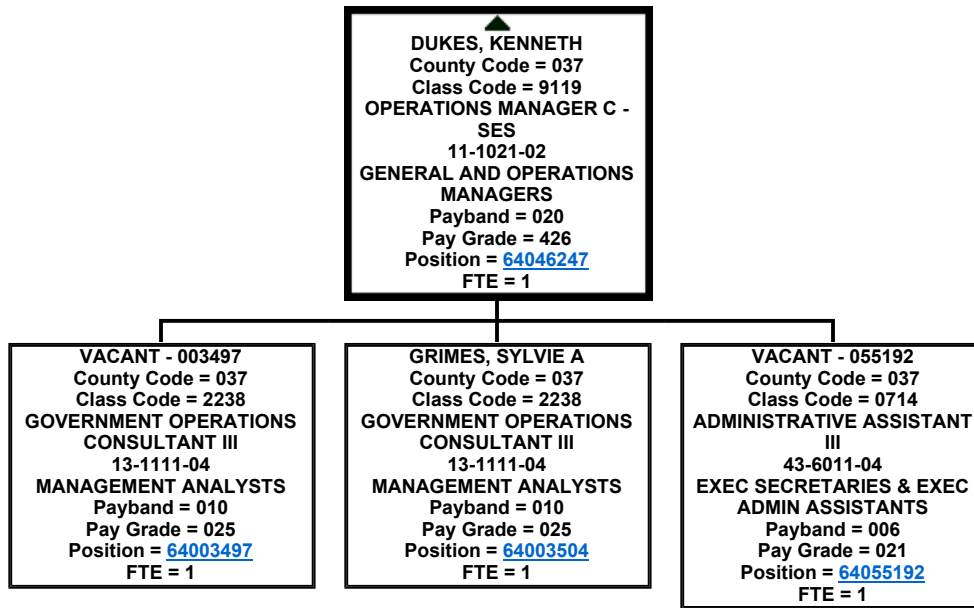 DUKES, KENNETH
County Code = 037
Class Code = 9119
OPERATIONS MANAGER C -
SES
11-1021-02
GENERAL AND OPERATIONS
MANAGERS
Payband = 020
Pay Grade = 426
Position = 64046247
FTE = 1
VACANT - 003497
County Code = 037
Class Code = 2238
GOVERNMENT OPERATIONS
CONSULTANT III
13-1111-04
MANAGEMENT ANALYSTS
Payband = 010
Pay Grade = 025
Position = 64003497
FTE = 1
GRIMES, SYLVIE A
County Code = 037
Class Code = 2238
GOVERNMENT OPERATIONS
CONSULTANT III
13-1111-04
MANAGEMENT ANALYSTS
Payband = 010
Pay Grade = 025
Position = 64003504
FTE = 1
VACANT - 055192
County Code = 037
Class Code = 0714
ADMINISTRATIVE ASSISTANT
III
43-6011-04
EXEC SECRETARIES & EXEC
ADMIN ASSISTANTS
Payband = 006
Pay Grade = 021
Position = 64055192
FTE = 1